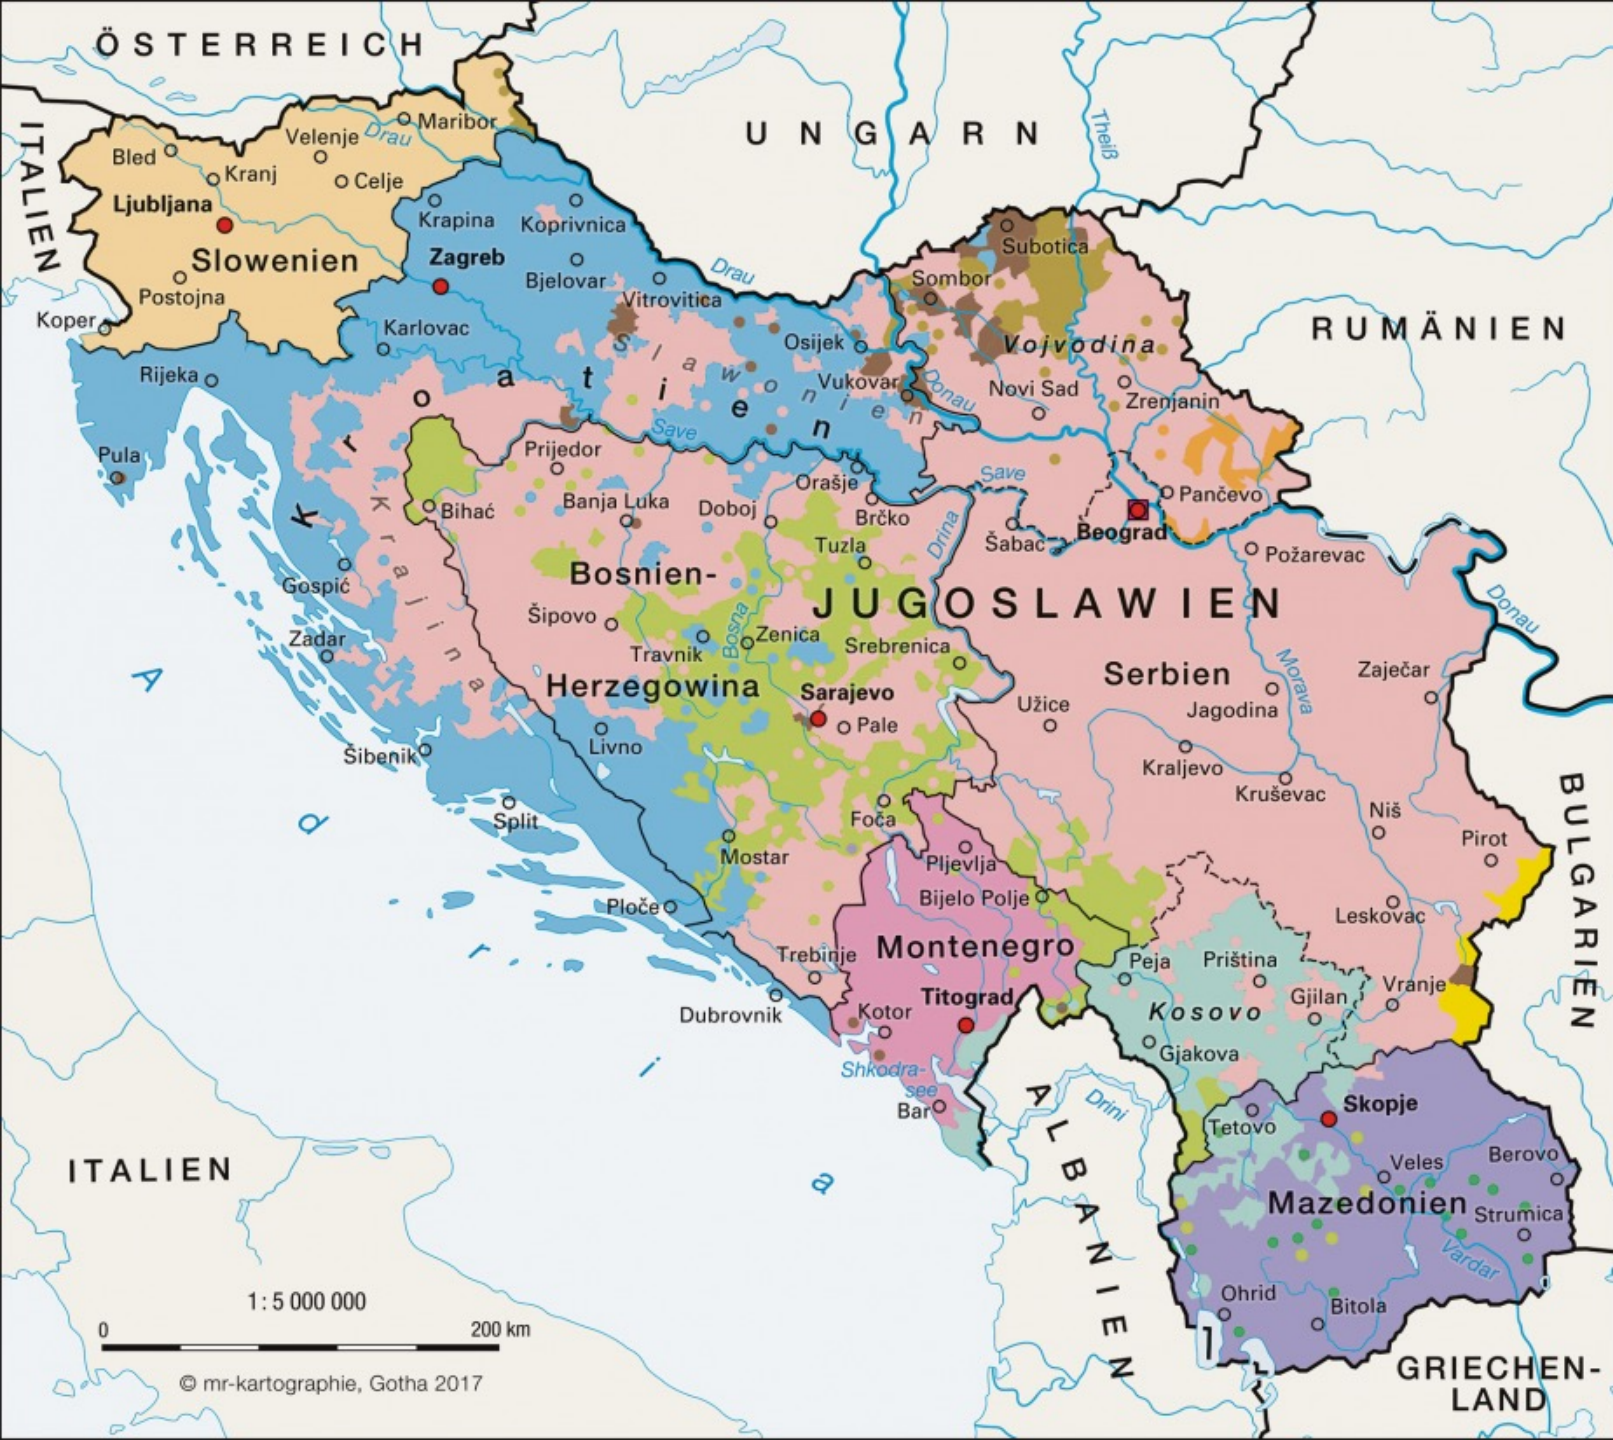 ÖSTERREICH
UNGARN
ITALIEN
Theiß
Maribor
Velenje
Drau
Bled
Kranj
Celje
Ljubljana
Slowenien
Postojna
Koper
Krapina
Koprivnica
Zagreb
Bjelovar
Drau
Vitrovitica
Karlovac
Rijeka
Pula
Kroatien
Slawonien
Osijek
Vukovar
Donau
Subotica
Sombor
Vojvodina
Novi Sad
Zrenjanin
RUMÄNIEN
Save
Save
Prijedor
Banja Luka
Doboj
Orašje
Brčko
Bihać
Tuzla
Drina
Šabac
Beograd
Pančevo
Požarevac
Donau
Krajina
Gospić
Zadar
Bosnien-
Herzegowina
JUGOSLAWIEN
Šipovo
Travnik
Bosna
Zenica
Srebrenica
Sarajevo
Pale
Serbien
Morava
Zaječar
Užice
Jagodina
Kraljevo
Kruševac
Niš
Pirot
BULGARIEN
Livno
Šibenik
Split
Foča
Mostar
Ploče
Pljevlja
Bijelo Polje
Leskovac
Trebinje
Montenegro
Peja
Priština
Gjilan
Vranje
Dubrovnik
Kotor
Titograd
Kosovo
Gjakova
Shkodra-
see
Bar
ALBANIEN
Drini
Tetovo
Skopje
Veles
Berovo
Mazedonien
Strumica
Vardar
Ohrid
Bitola
GRIECHEN-
LAND
Adria
ITALIEN
1 : 5 000 000
0 200 km
© mr-kartographie, Gotha 2017